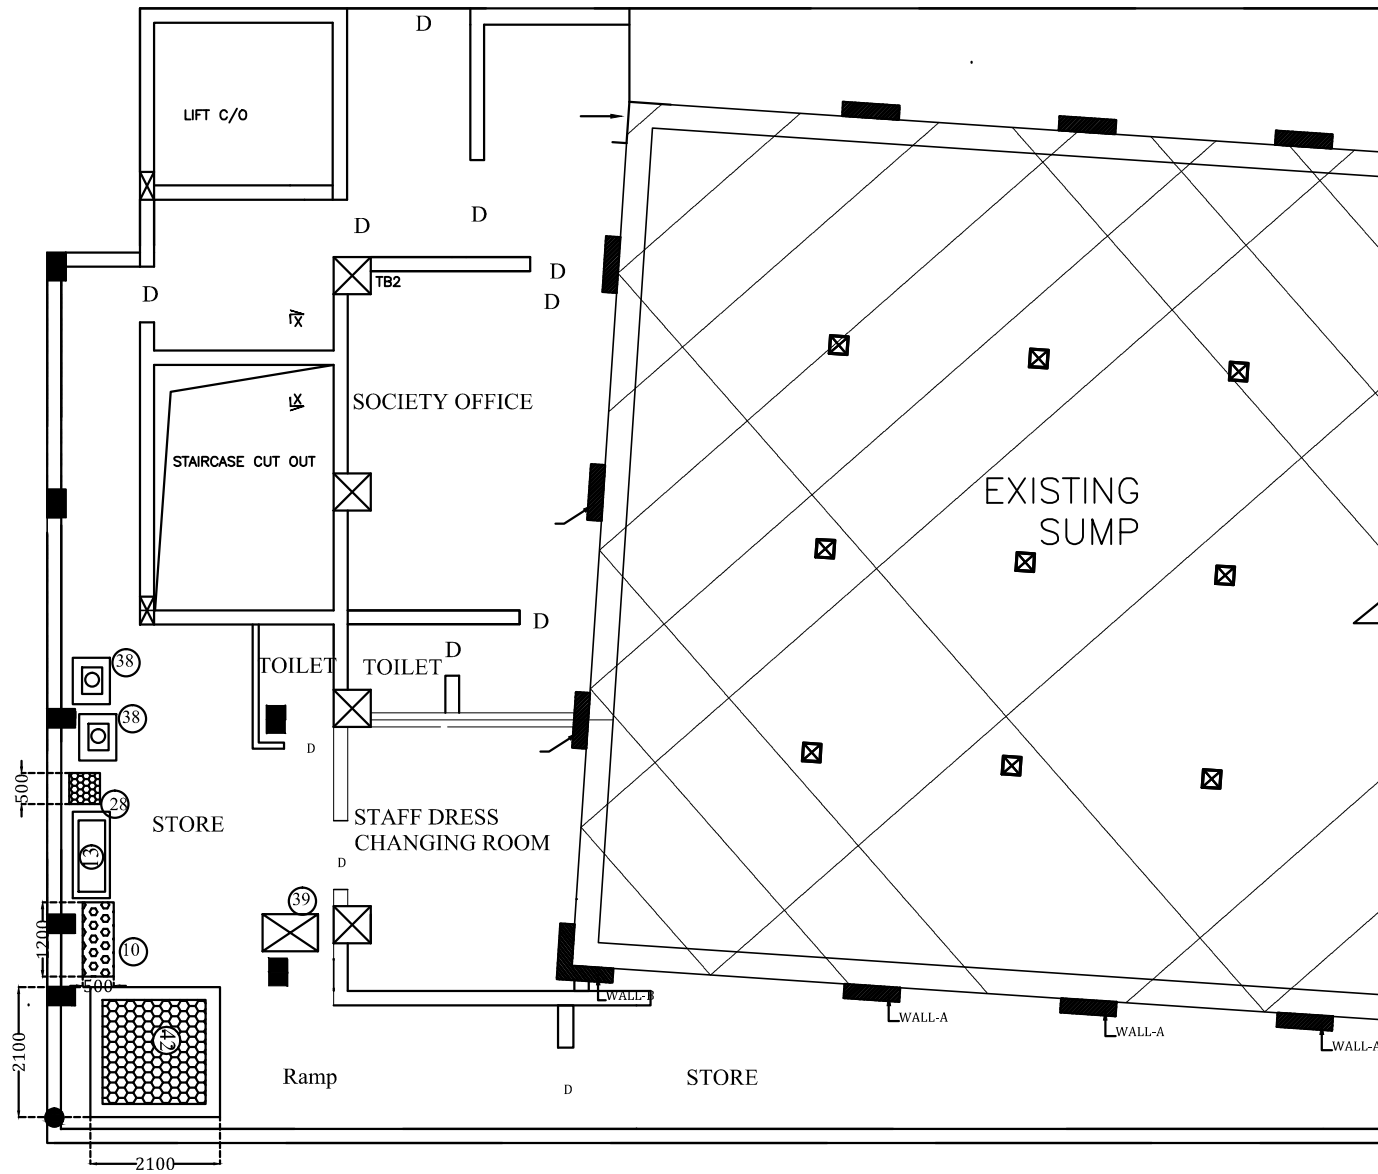 D
LIFT C/O
D
D
D
TB2
D
D
X
X
SOCIETY OFFICE
STAIRCASE CUT OUT
EXISTING
SUMP
D
D
TOILET
TOILET
38
38
D
500
28
STORE
STAFF DRESS
CHANGING ROOM
13
D
39
1200
10
500
WALL-B
WALL-A
WALL-A
WALL-A
42
2100
Ramp
STORE
D
2100